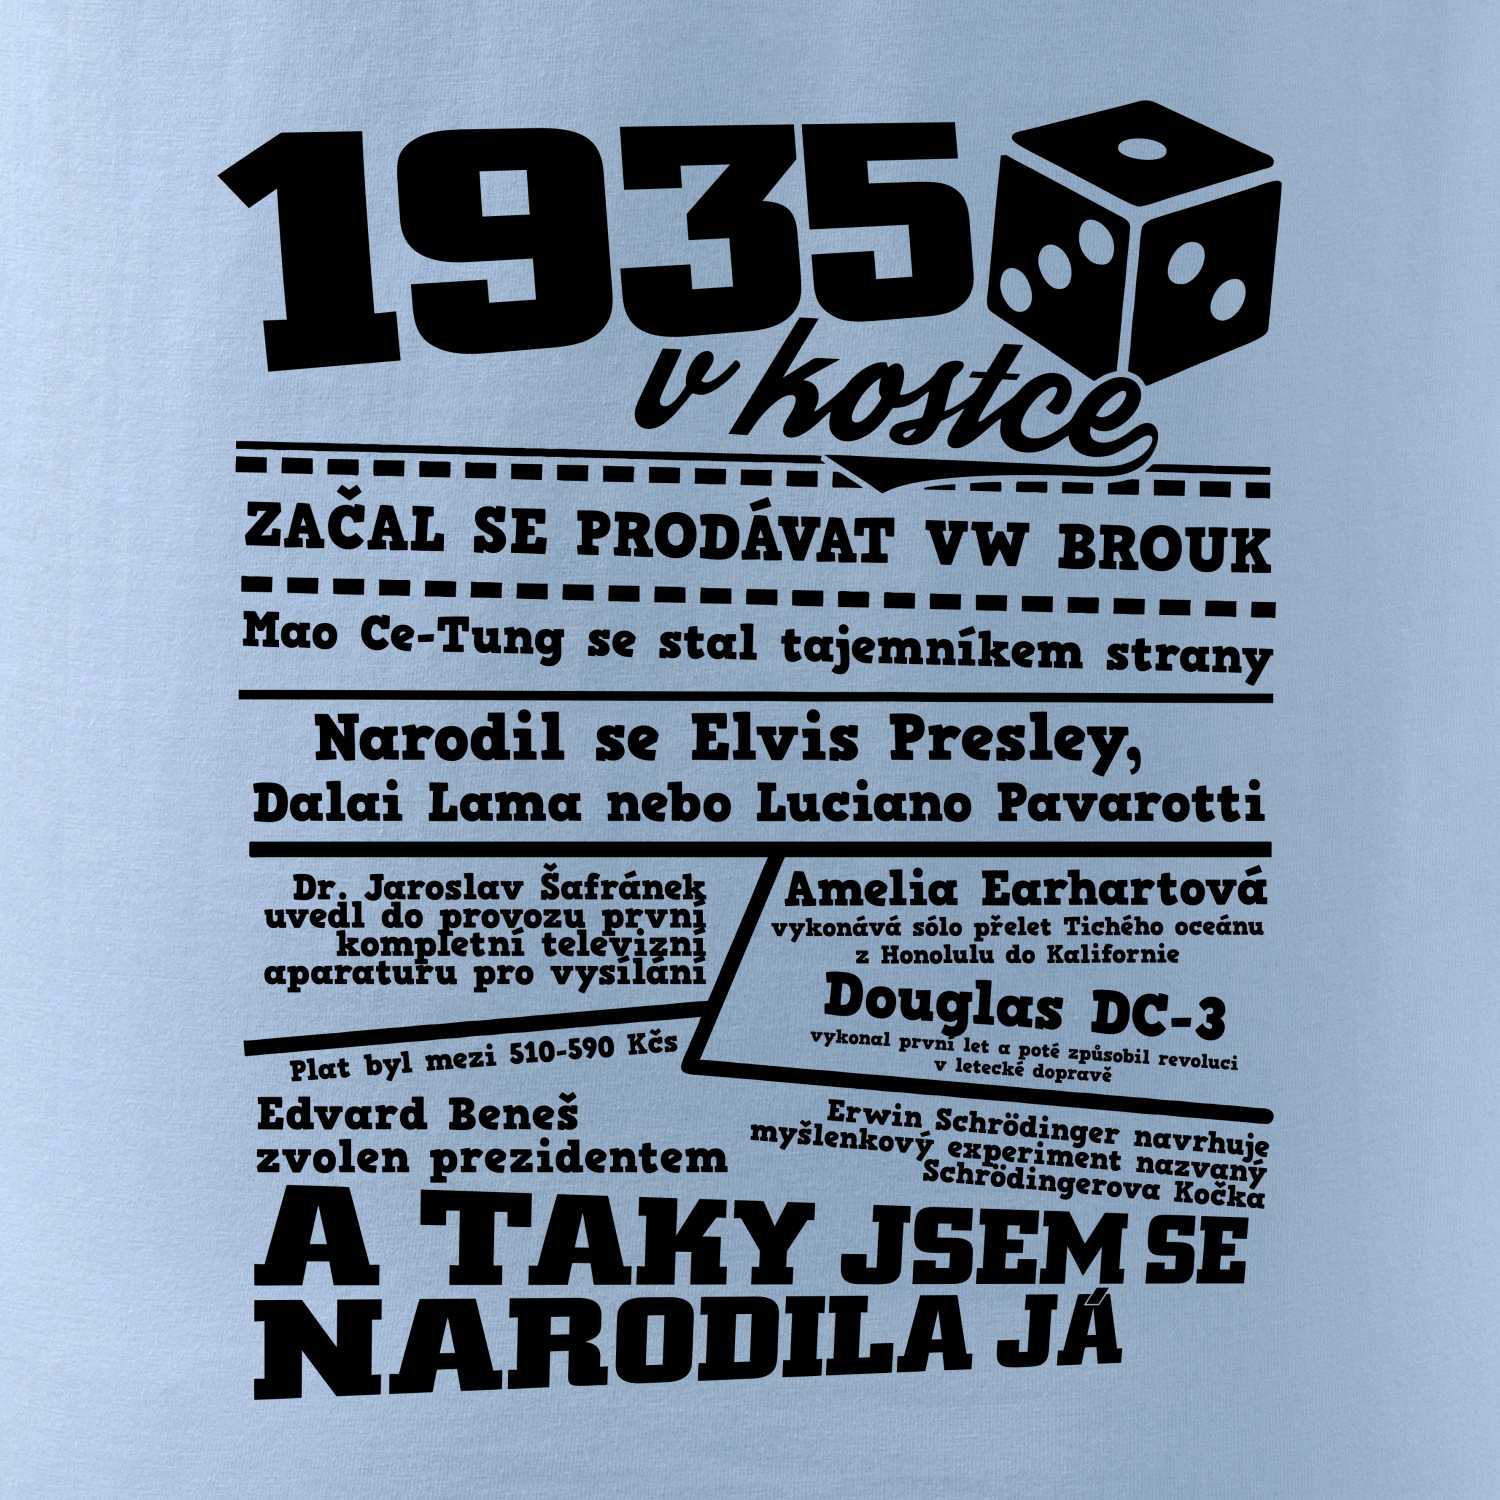 1935
v kostce
ZAČAL SE PRODÁVAT VW BROUK
Mao Ce-Tung se stal tajemníkem strany
Narodil se Elvis Presley,
Dalai Lama nebo Luciano Pavarotti
Dr. Jaroslav Šafránek
uvedl do provozu první
kompletní televizní
aparaturu pro vysílání
Plat byl mezi 510-590 Kčs
Amelia Earhartová
vykonává sólo přelet Tichého oceánu
z Honolulu do Kalifornie
Douglas DC-3
vykonal první let a poté způsobil revoluci
v letecké dopravě
Edvard Beneš
zvolen prezidentem
Erwin Schrödinger navrhuje
myšlenkový experiment nazvaný
Schrödingerova Kočka
A TAKY JSEM SE
NARODILA JÁ